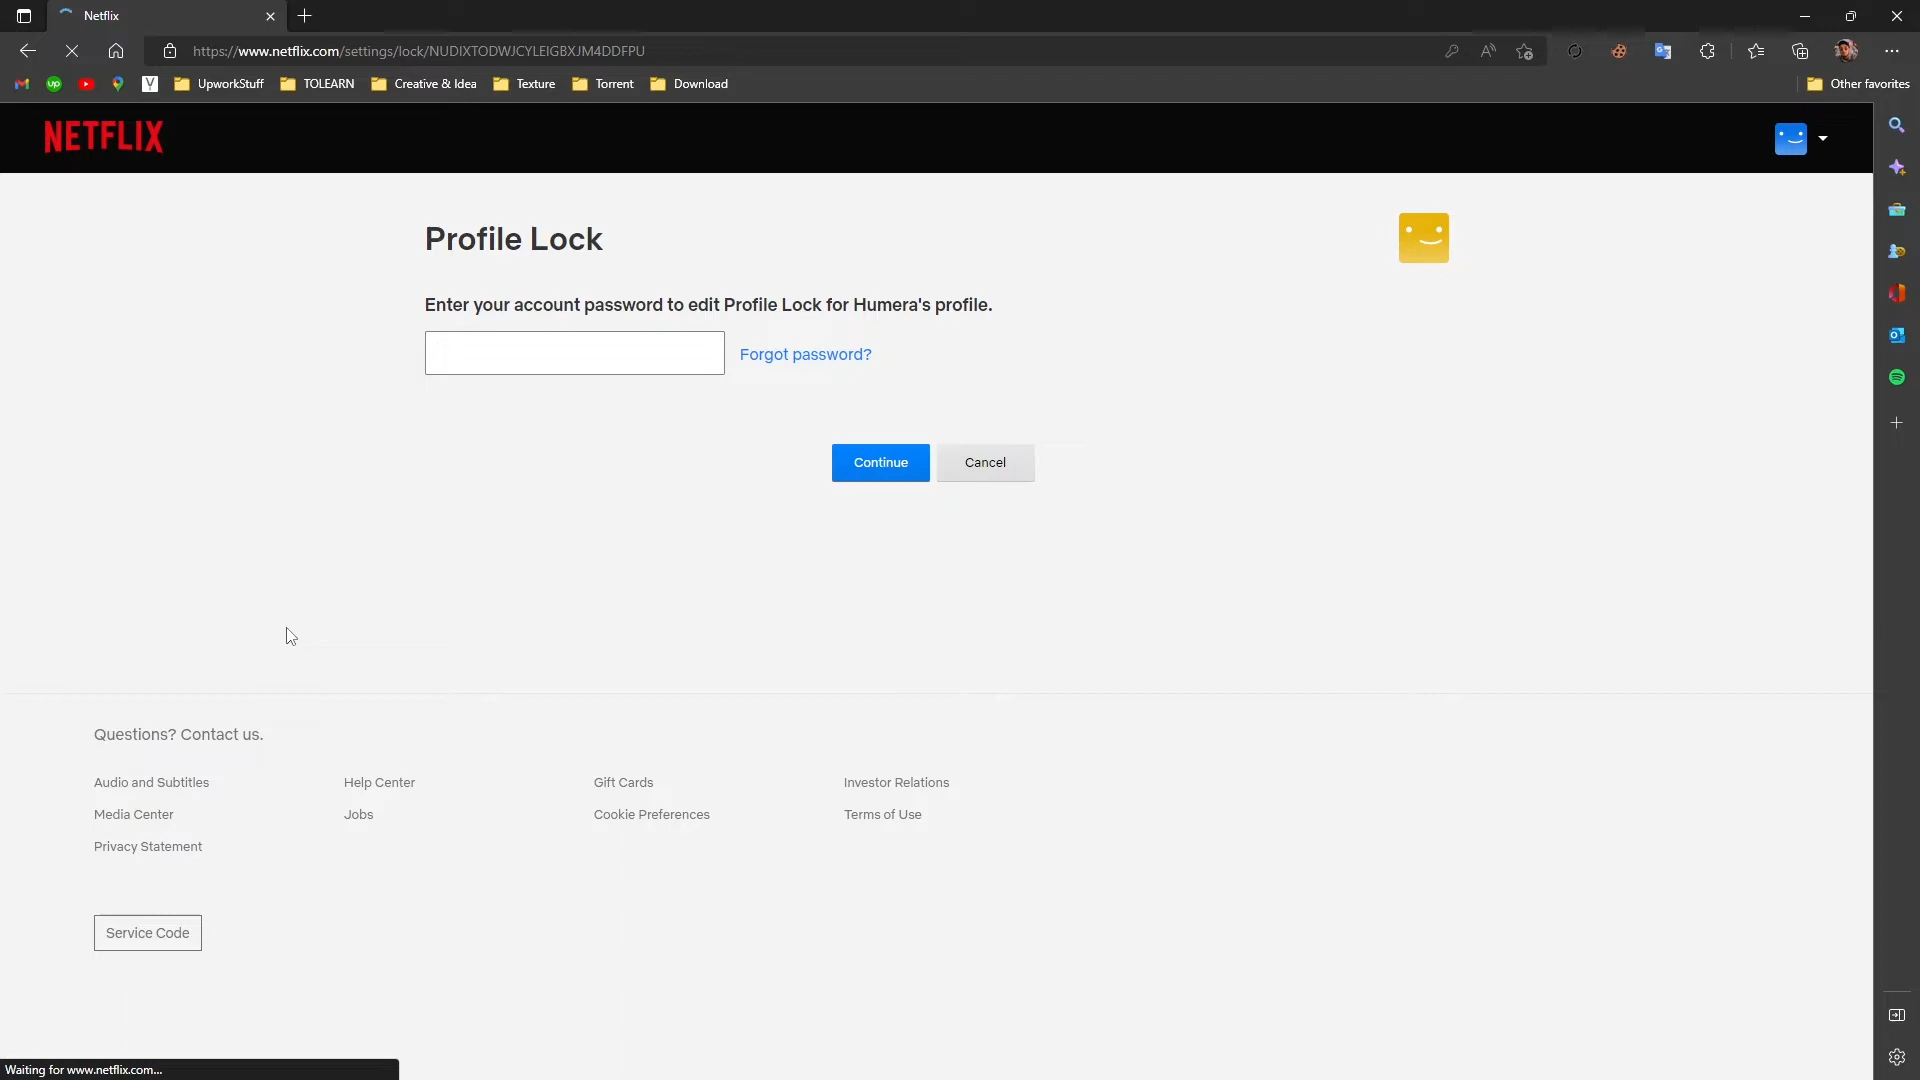 Netflix
https://www.netflix.com/settings/lock/NUDIXTODWJCYLEIGBXJM4DDFPU
UpworkStuff
TOLEARN
Creative & Idea
Texture
Torrent
Download
Other favorites
NETFLIX
Profile Lock
Enter your account password to edit Profile Lock for Humera's profile.
Forgot password?
Continue
Cancel
Questions? Contact us.
Audio and Subtitles
Help Center
Gift Cards
Investor Relations
Media Center
Jobs
Cookie Preferences
Terms of Use
Privacy Statement
Service Code
Waiting for www.netflix.com...